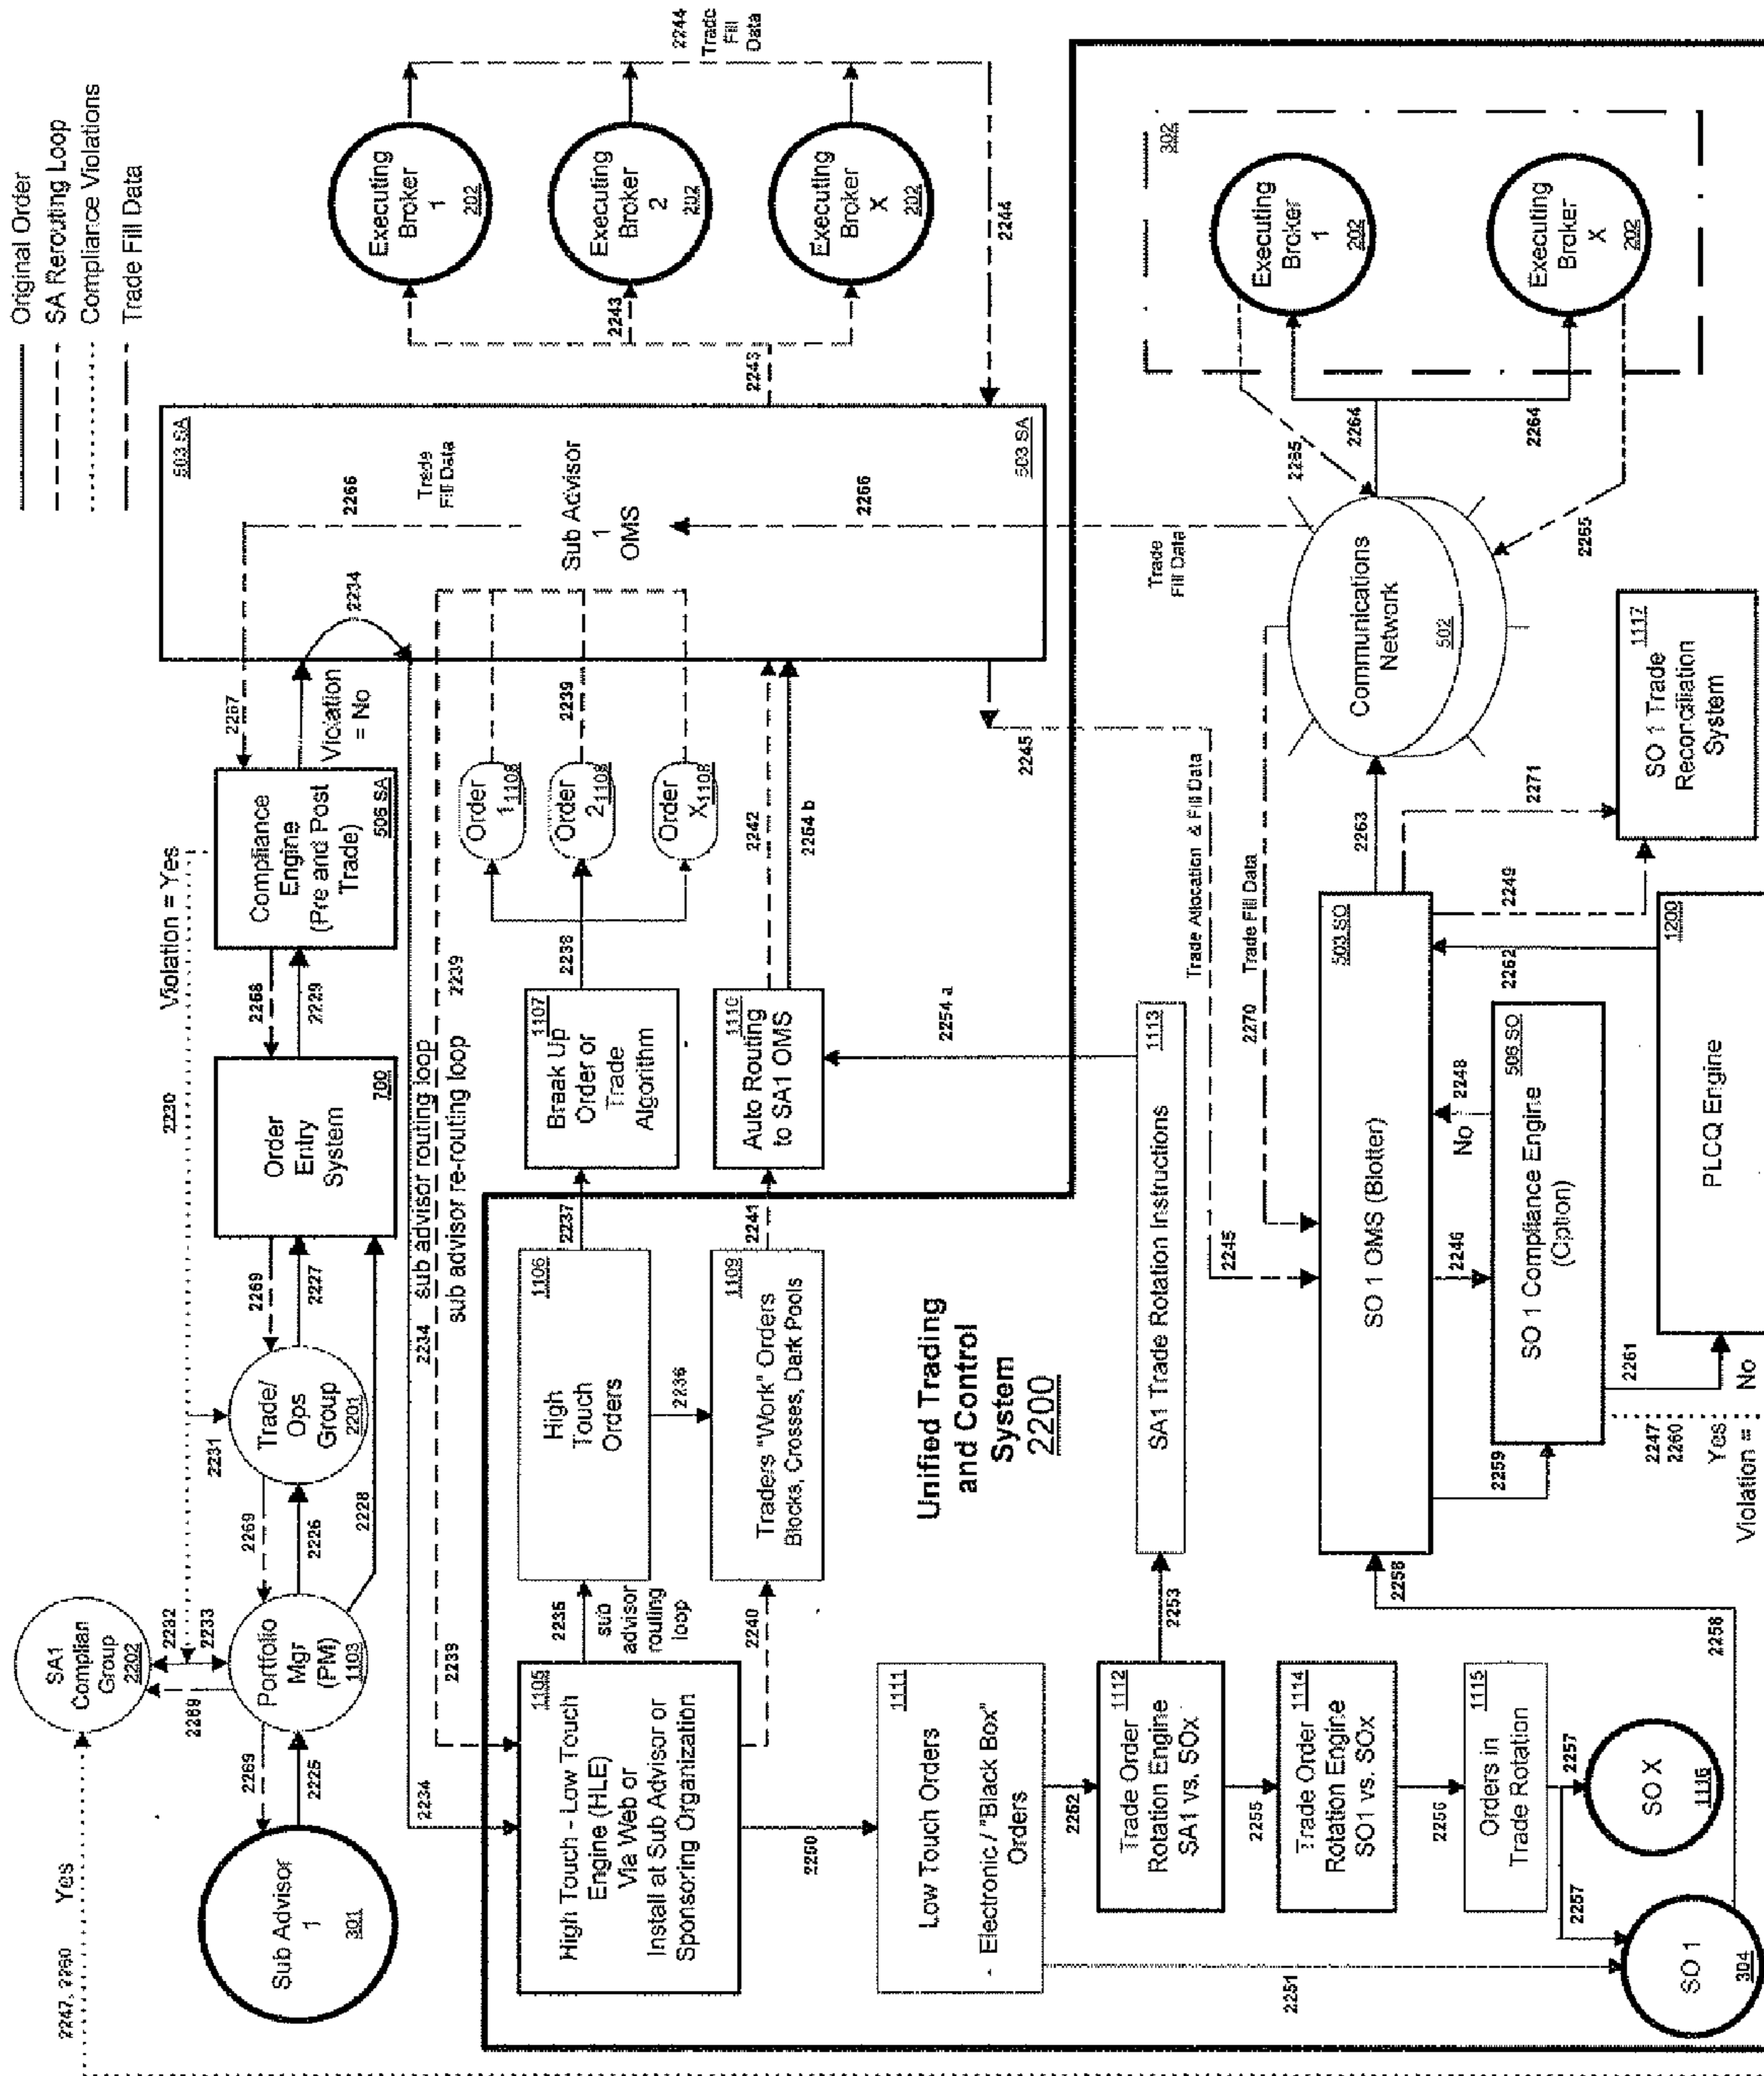 Original Order
SA Rerouting Loop
Compliance Violations
Trade Fill Data
2247, 2260
Yes
SA1
Complian
Group
2202
2232
2233
2269
2230
Violation = Yes
Sub Advisor
1
301
2269
2225
Portfolio
Mgr
(PM)
1103
2269
2226
2228
2231
Trade/
Ops
Group
2201
2269
2227
Order
Entry
System
700
2268
2229
Compliance
Engine
(Pre and Post
Trade)
506 SA
2267
Violation
= No
2234
2266
Trade
Fill Data
503 SA
Sub Advisor
1
OMS
2266
503 SA
2243
2243
Executing
Broker
1
202
Executing
Broker
2
202
Executing
Broker
X
202
2244
Trade
Fill
Data
2244
2234
sub advisor routing loop
2239
sub advisor re-routing loop
2234
2239
1105
High Touch - Low Touch
Engine (HLE)
Via Web or
Install at Sub Advisor or
Sponsoring Organization
2235
sub
advisor
routing
loop
2240
1106
High
Touch
Orders
2236
1109
Traders "Work" Orders
Blocks, Crosses, Dark Pools
2237
2241
1107
Break Up
Order or
Trade
Algorithm
2238
Order
1
1108
Order
2
1108
Order
X
1108
2239
1110
Auto Routing
to SA1 OMS
2242
2254 b
2254 a
2245
Unified Trading
and Control
System
2200
2250
1111
Low Touch Orders
- Electronic / "Black Box"
Orders
2251
2252
1112
Trade Order
Rotation Engine
SA1 vs. SOx
2253
1113
SA1 Trade Rotation Instructions
2255
1114
Trade Order
Rotation Engine
SO1 vs. SOx
2256
1115
Orders in
Trade Rotation
2257
2257
SO X
1116
SO 1
304
2258
2258
Trade Allocation & Fill Data
2245
Trade Fill Data
2270
503 SO
SO 1 OMS (Blotter)
2263
2259
2246
No
2248
506 SO
SO 1 Compliance Engine
(Option)
2247
2260
Yes
Violation =
No
2261
2262
1200
PLCQ Engine
2249
2271
1117
SO 1 Trade
Reconciliation
System
Communications
Network
502
Trade
Fill Data
2265
2264
2264
2265
302
Executing
Broker
1
202
Executing
Broker
X
202